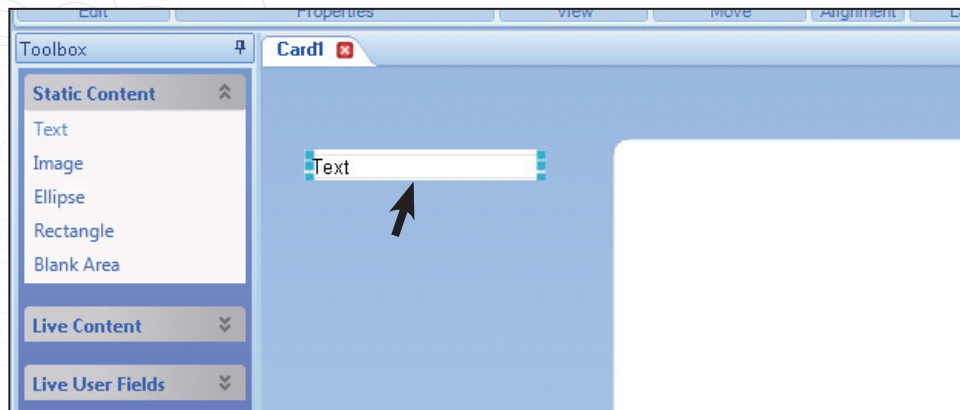 Edit Properties View Move Alignment
Toolbox
Card1
Static Content
Text
Image
Ellipse
Rectangle
Blank Area
Live Content
Live User Fields
Text